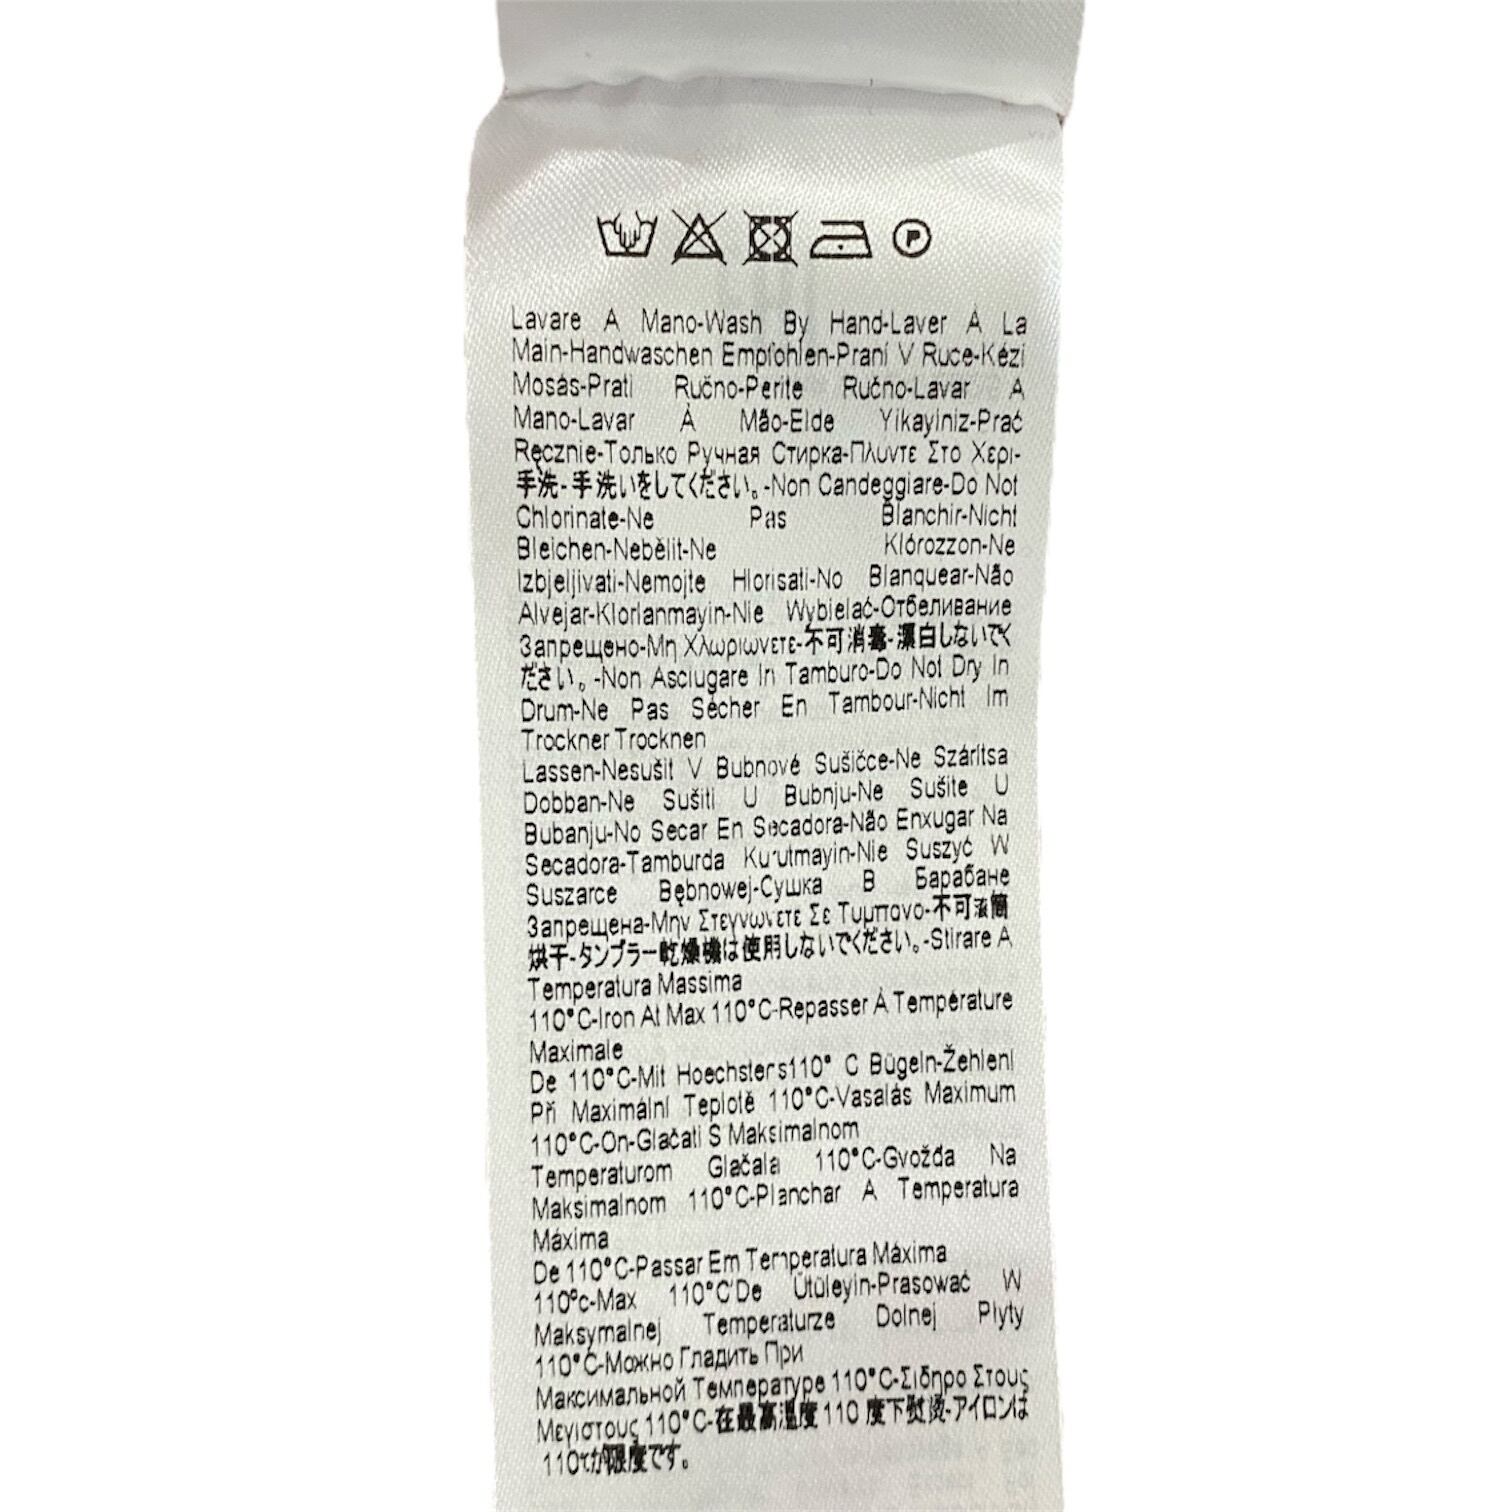 P
Lavare A Mano-Wash By Hand-Laver À La
Main-Handwaschen Empfohlen-Praní V Ruce-Kézi
Mosás-Prati Ručno-Perite Ručno-Lavar A
Mano-Lavar À Mão-Elde Yikayiniz-Prać
Ręcznie-Только Ручная Стирка-Πλυντε Στο Χερι-
手洗-手洗いをしてください。-Non Candeggiare-Do Not
Chlorinate-Ne Pas Blanchir-Nicht
Bleichen-Nebělit-Ne Klórozzon-Ne
Izbjeljivati-Nemojte Hlorisati-No Blanquear-Não
Alvejar-Klorlanmayin-Nie Wybielać-Отбеливание
Запрещено-Μη Χλωριωνετε-不可消毒-漂白しないでく
ださい。-Non Asciugare In Tamburo-Do Not Dry In
Drum-Ne Pas Sécher En Tambour-Nicht Im
Trockner Trocknen
Lassen-Nesušit V Bubnové Sušičce-Ne Szárítsa
Dobban-Ne Sušiti U Bubnju-Ne Sušite U
Bubanju-No Secar En Secadora-Não Enxugar Na
Secadora-Tamburda Kurutmayin-Nie Suszyć W
Suszarce Bębnowej-Сушка В Барабане
Запрещена-Μην Στεγνωνετε Σε Τυμπανο-不可滚筒
烘干-タンブラー乾燥機は使用しないでください。-Stirare A
Temperatura Massima
110°C-Iron At Max 110°C-Repasser À Température
Maximale
De 110°C-Mit Hoechstens110° C Bügeln-Žehlení
Při Maximální Teplotě 110°C-Vasalás Maximum
110°C-On-Glačati S Maksimalnom
Temperaturom Glačala 110°C-Gvožđa Na
Maksimalnom 110°C-Planchar A Temperatura
Máxima
De 110°C-Passar Em Temperatura Máxima
110ºc-Max 110°C'De Ütüleyin-Prasować W
Maksymalnej Temperaturze Dolnej Płyty
110°C-Можно Гладить При
Максимальной Температуре 110°C-Σιδηρο Στους
Μεγιστους 110°C-在最高温度 110 度下熨烫-アイロンは
110℃が限度です。